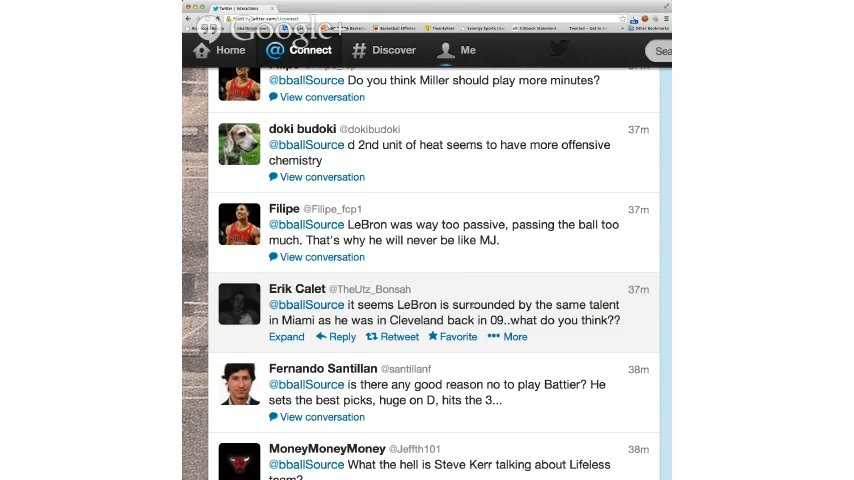 Twitter / Interactions
Google+
Home
Connect
Discover
Me
Sea
@bballSource Do you think Miller should play more minutes?
View conversation
doki budoki @dokibudoki 37m
@bballSource d 2nd unit of heat seems to have more offensive
chemistry
View conversation
Filipe @Filipe_fcp1 38m
@bballSource LeBron was way too passive, passing the ball too
much. That's why he will never be like MJ.
View conversation
Erik Calet @TheUtz_Bonsah 37m
@bballSource it seems LeBron is surrounded by the same talent
in Miami as he was in Cleveland back in 09..what do you think??
Expand Reply Retweet Favorite More
Fernando Santillan @santillanf 38m
@bballSource is there any good reason no to play Battier? He
sets the best picks, huge on D, hits the 3...
View conversation
MoneyMoneyMoney @Jeffth101 38m
@bballSource What the hell is Steve Kerr talking about Lifeless
team?